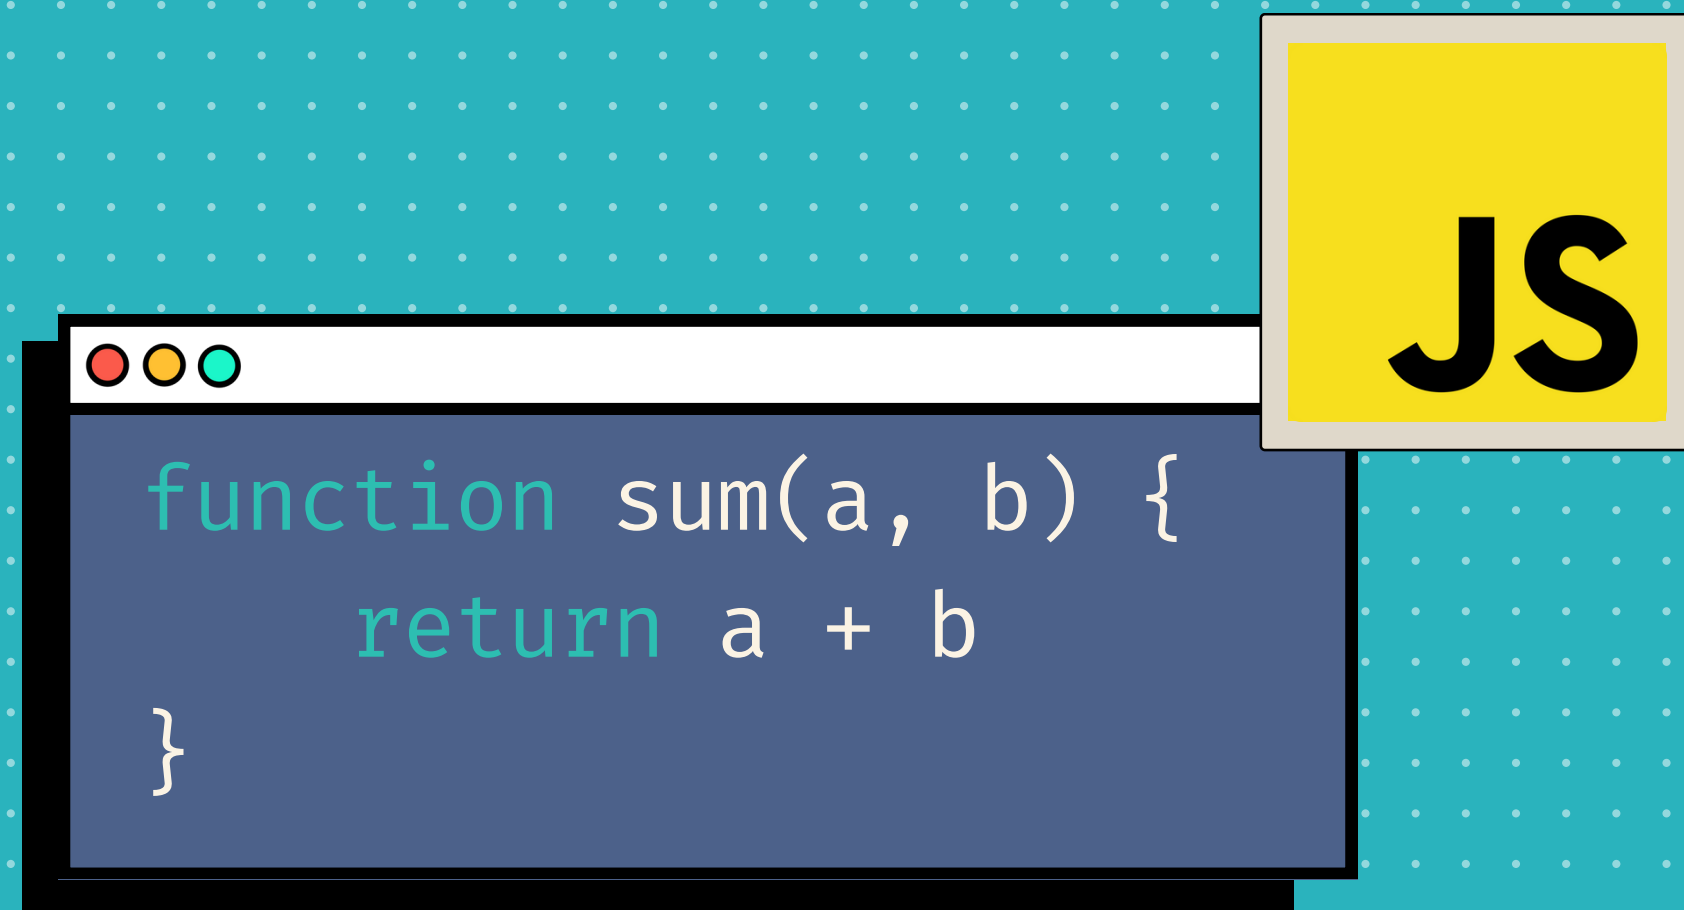 JS
function sum(a, b) {
    return a + b
}